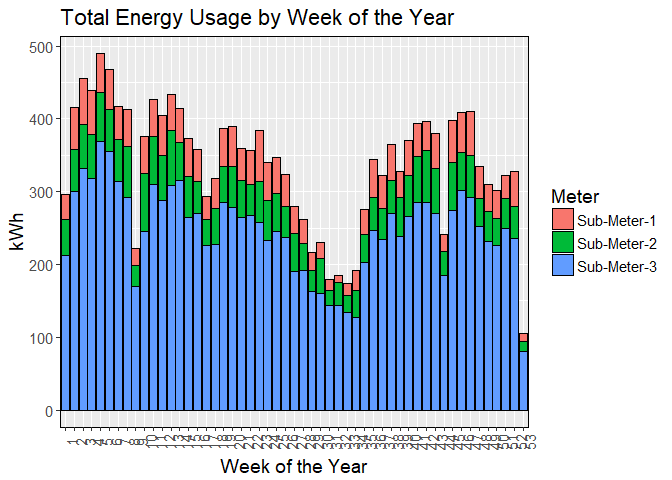 Total Energy Usage by Week of the Year
500
400
300
200
100
0
kWh
1 2 3 4 5 6 7 8 9 10 11 12 13 14 15 16 17 18 19 20 21 22 23 24 25 26 27 28 29 30 31 32 33 34 35 36 37 38 39 40 41 42 43 44 45 46 47 48 49 50 51 52 53
Week of the Year
Meter
Sub-Meter-1
Sub-Meter-2
Sub-Meter-3